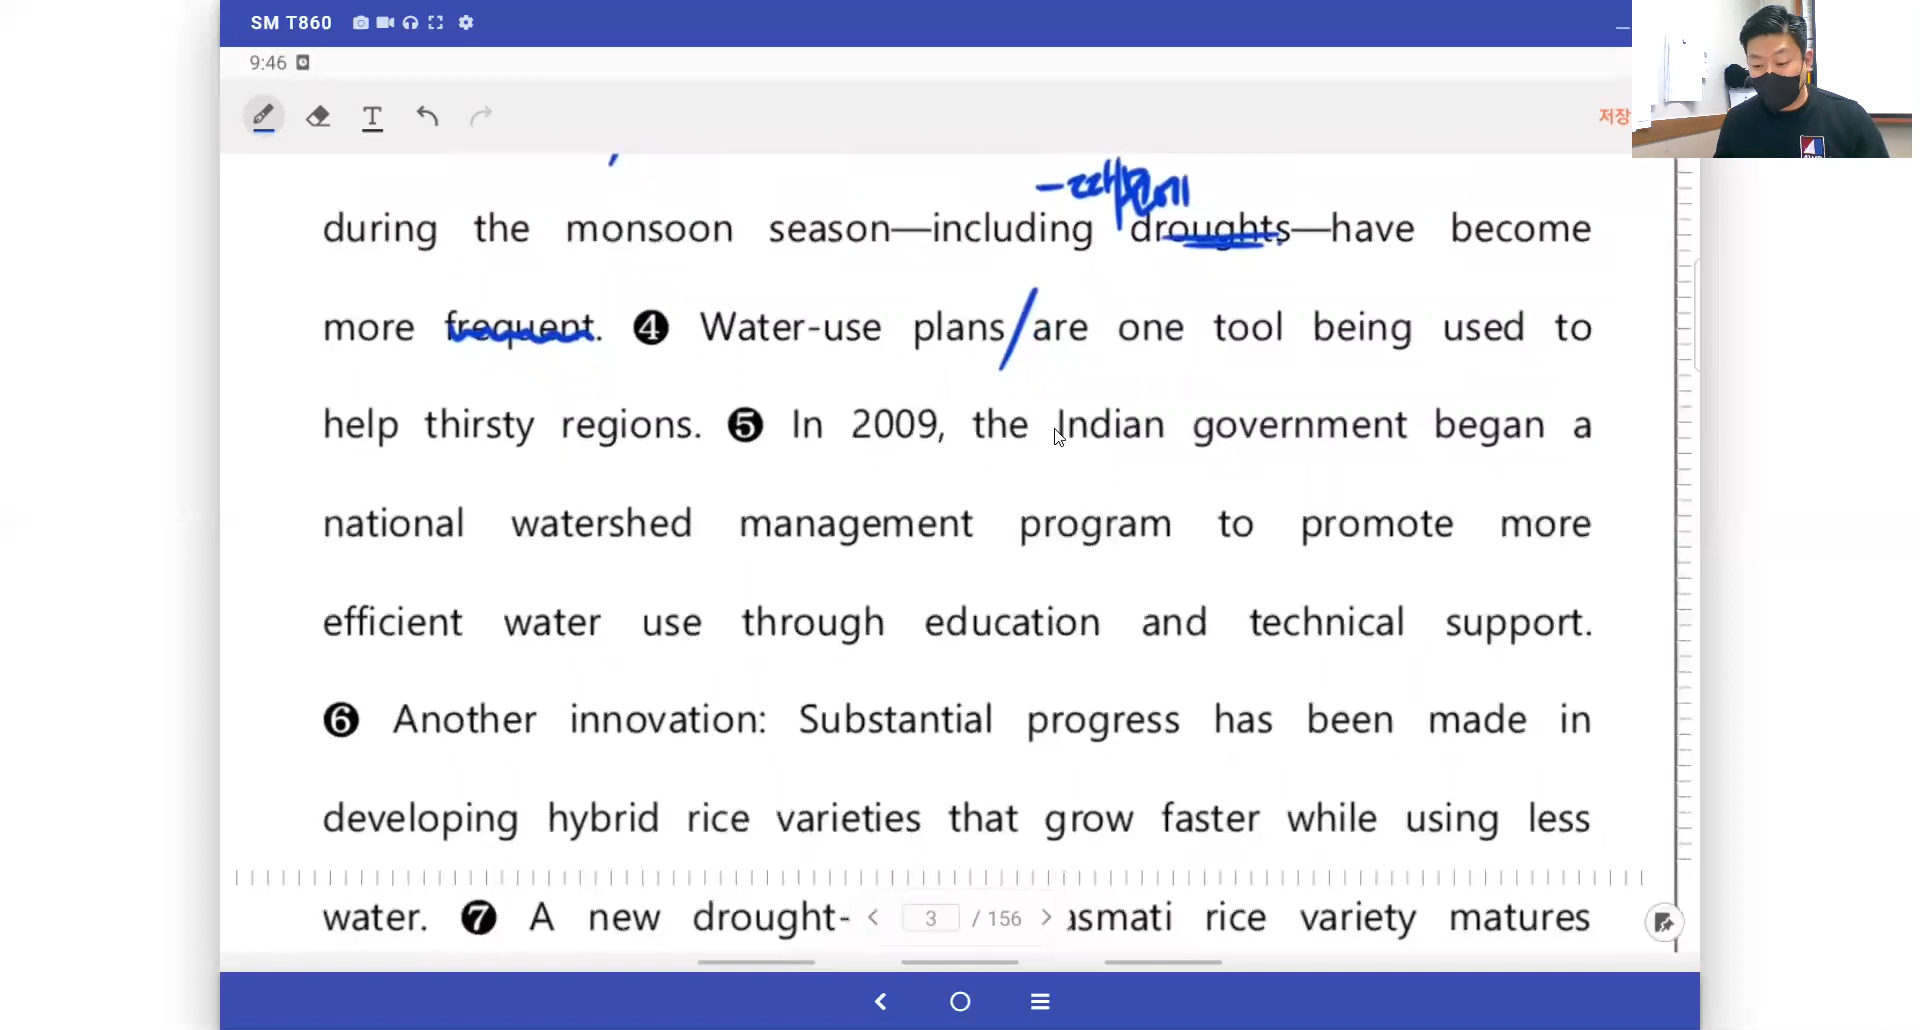 SM T860
9:46
저장
-때문에
during the monsoon season—including droughts—have become
more frequent. ❹ Water-use plans/are one tool being used to
help thirsty regions. ❺ In 2009, the Indian government began a
national watershed management program to promote more
efficient water use through education and technical support.
❻ Another innovation: Substantial progress has been made in
developing hybrid rice varieties that grow faster while using less
water. ❼ A new drought- asmati rice variety matures
3 / 156